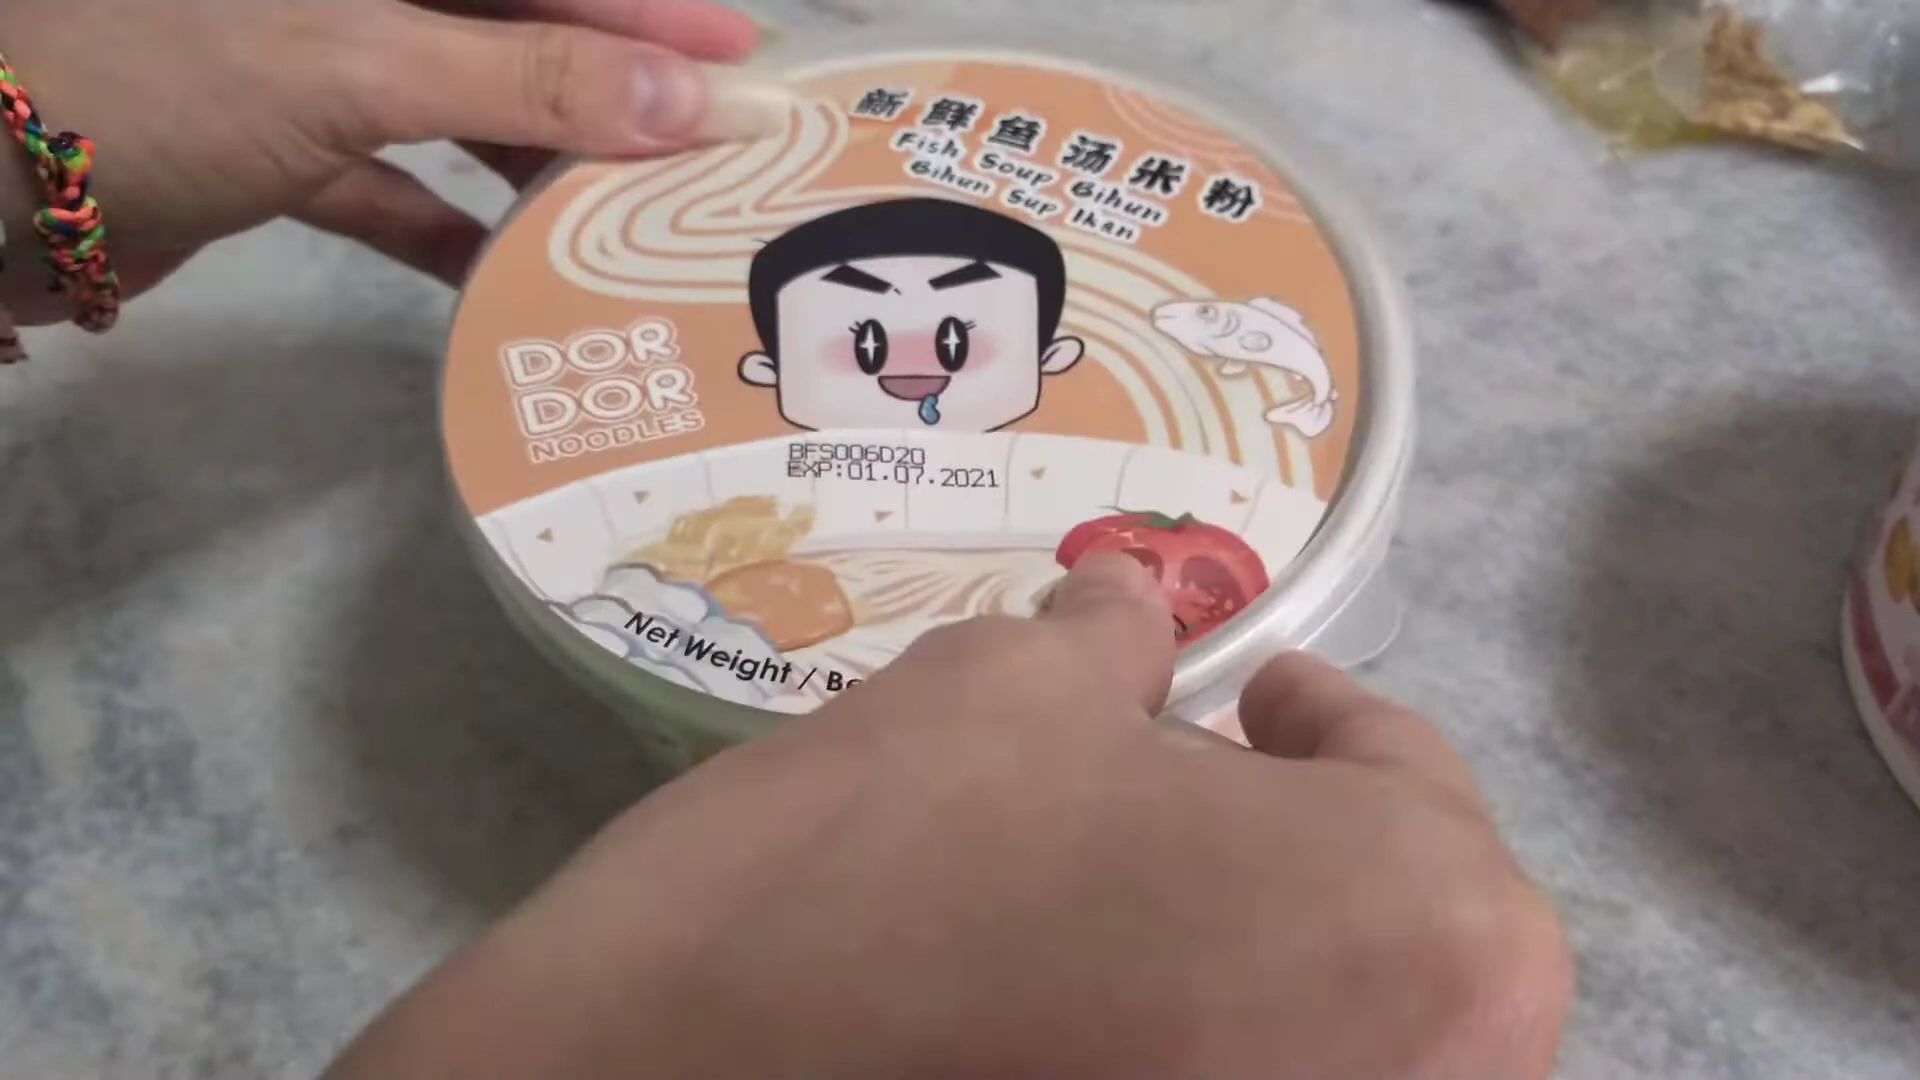 新鲜鱼汤米粉
Fish Soup Bihun
Bihun Sup Ikan
DOR
DOR
NOODLES
BFS006D20
EXP:01.07.2021
Net Weight /